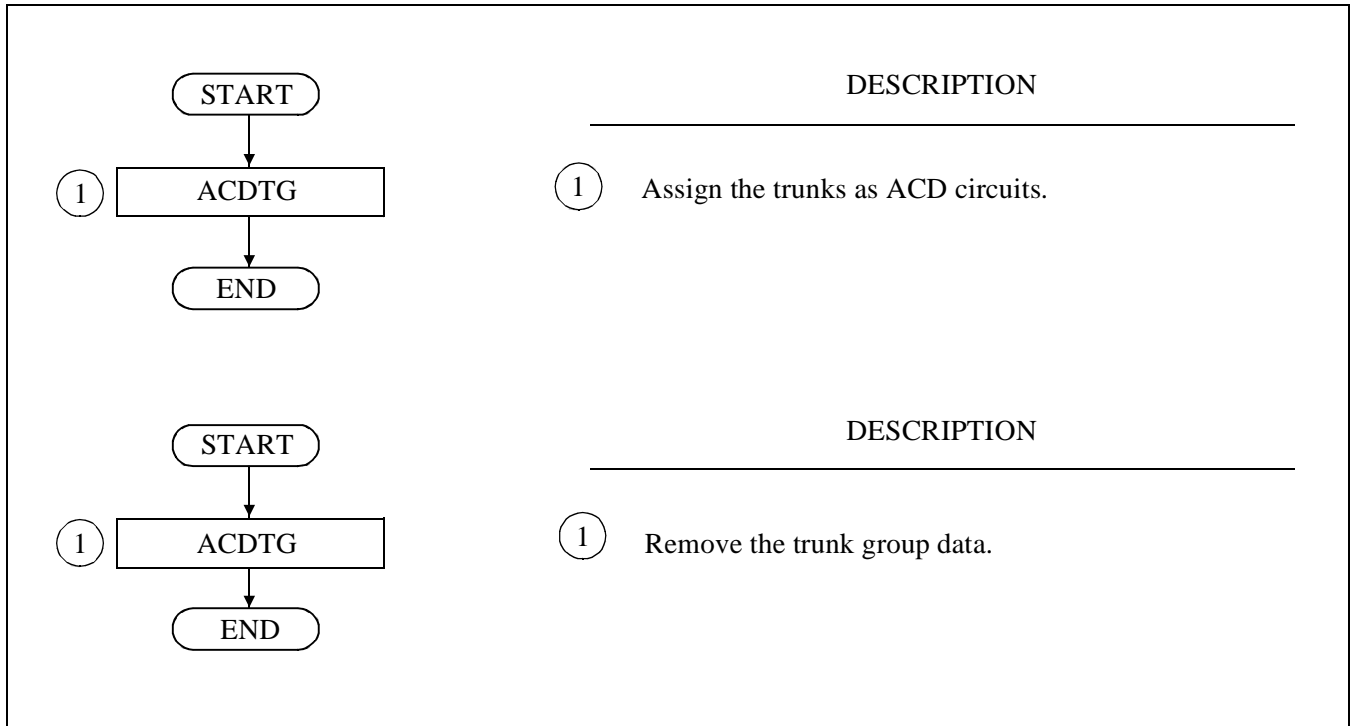 START
DESCRIPTION
1
ACDTG
1
Assign the trunks as ACD circuits.
END
START
DESCRIPTION
1
ACDTG
1
Remove the trunk group data.
END